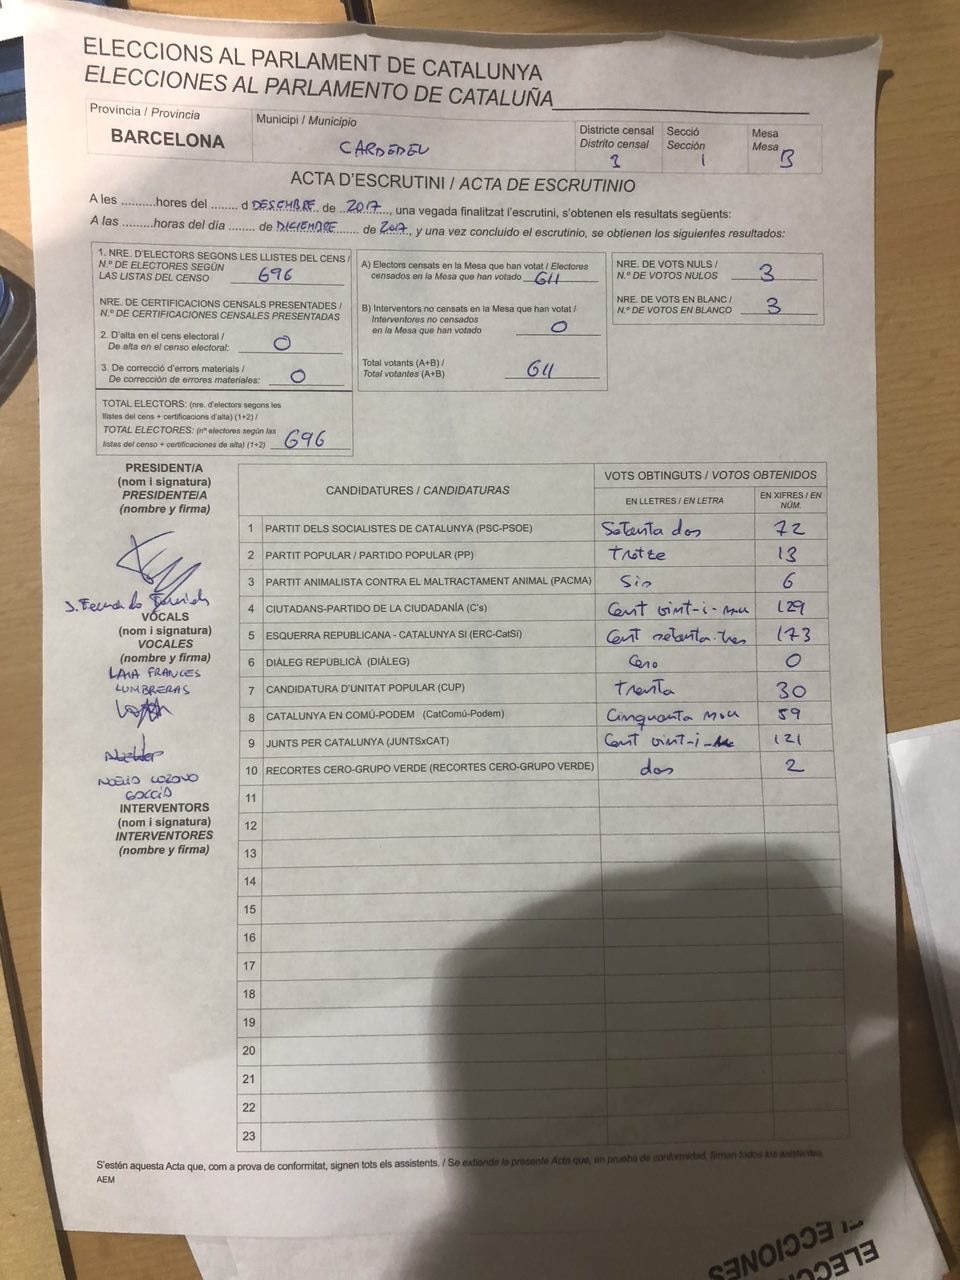 ELECCIONS AL PARLAMENT DE CATALUNYA
ELECCIONES AL PARLAMENTO DE CATALUÑA
Provincia / Provincia
BARCELONA
Municipi / Municipio
CARDEDEU
Districte censal
Distrito censal
Secció
Sección
1
Mesa
Mesa
B
ACTA D'ESCRUTINI / ACTA DE ESCRUTINIO
A les ..........hores del ........ d DESEMBRE de 2017, una vegada finalitzat l'escrutini, s'obtenen els resultats següents:
A las ..........horas del día ........ de DICIEMBRE de 2017, y una vez concluido el escrutinio, se obtienen los siguientes resultados:
1. NRE. D'ELECTORS SEGONS LES LLISTES DEL CENS /
N.º DE ELECTORES SEGÚN
LAS LISTAS DEL CENSO 696
NRE. DE CERTIFICACIONS CENSALS PRESENTADES /
N.º DE CERTIFICACIONES CENSALES PRESENTADAS
2. D'alta en el cens electoral /
De alta en el censo electoral: 0
3. De correcció d'errors materials /
De corrección de errores materiales: 0
TOTAL ELECTORS: (nre. d'electors segons les
llistes del cens + certificacions d'alta) (1+2) /
TOTAL ELECTORES: (nº electores según las
listas del censo + certificaciones de alta) (1+2) 696
A) Electors censats en la Mesa que han votat / Electores
censados en la Mesa que han votado 611
B) Interventors no censats en la Mesa que han votat /
Interventores no censados
en la Mesa que han votado 0
Total votants (A+B) /
Total votantes (A+B) 611
NRE. DE VOTS NULS /
N.º DE VOTOS NULOS 3
NRE. DE VOTS EN BLANC /
N.º DE VOTOS EN BLANCO 3
PRESIDENT/A
(nom i signatura)
PRESIDENTE/A
(nombre y firma)
VOCALS
(nom i signatura)
VOCALES
(nombre y firma)
LAIA FRANCES
LUMBRERAS
INTERVENTORS
(nom i signatura)
INTERVENTORES
(nombre y firma)
CANDIDATURES / CANDIDATURAS
VOTS OBTINGUTS / VOTOS OBTENIDOS
EN LLETRES / EN LETRA
EN XIFRES / EN
NÚM.
1 PARTIT DELS SOCIALISTES DE CATALUNYA (PSC-PSOE) Setenta dos 72
2 PARTIT POPULAR / PARTIDO POPULAR (PP) Tretze 13
3 PARTIT ANIMALISTA CONTRA EL MALTRACTAMENT ANIMAL (PACMA) Sis 6
4 CIUTADANS-PARTIDO DE LA CIUDADANÍA (C's) Cent vint-i-nou 129
5 ESQUERRA REPUBLICANA - CATALUNYA SÍ (ERC-CatSí) Cent setenta-tres 173
6 DIÀLEG REPUBLICÀ (DIÀLEG) Cero 0
7 CANDIDATURA D'UNITAT POPULAR (CUP) Trenta 30
8 CATALUNYA EN COMÚ-PODEM (CatComú-Podem) Cinquanta nou 59
9 JUNTS PER CATALUNYA (JUNTSxCAT) Cent vint-i- 121
10 RECORTES CERO-GRUPO VERDE (RECORTES CERO-GRUPO VERDE) dos 2
11
12
13
14
15
16
17
18
19
20
21
22
23
S'estén aquesta Acta que, com a prova de conformitat, signen tots els assistents. / Se extiende la presente Acta que, en prueba de conformidad, firman todos los asistentes
AEM
ELECCIONES